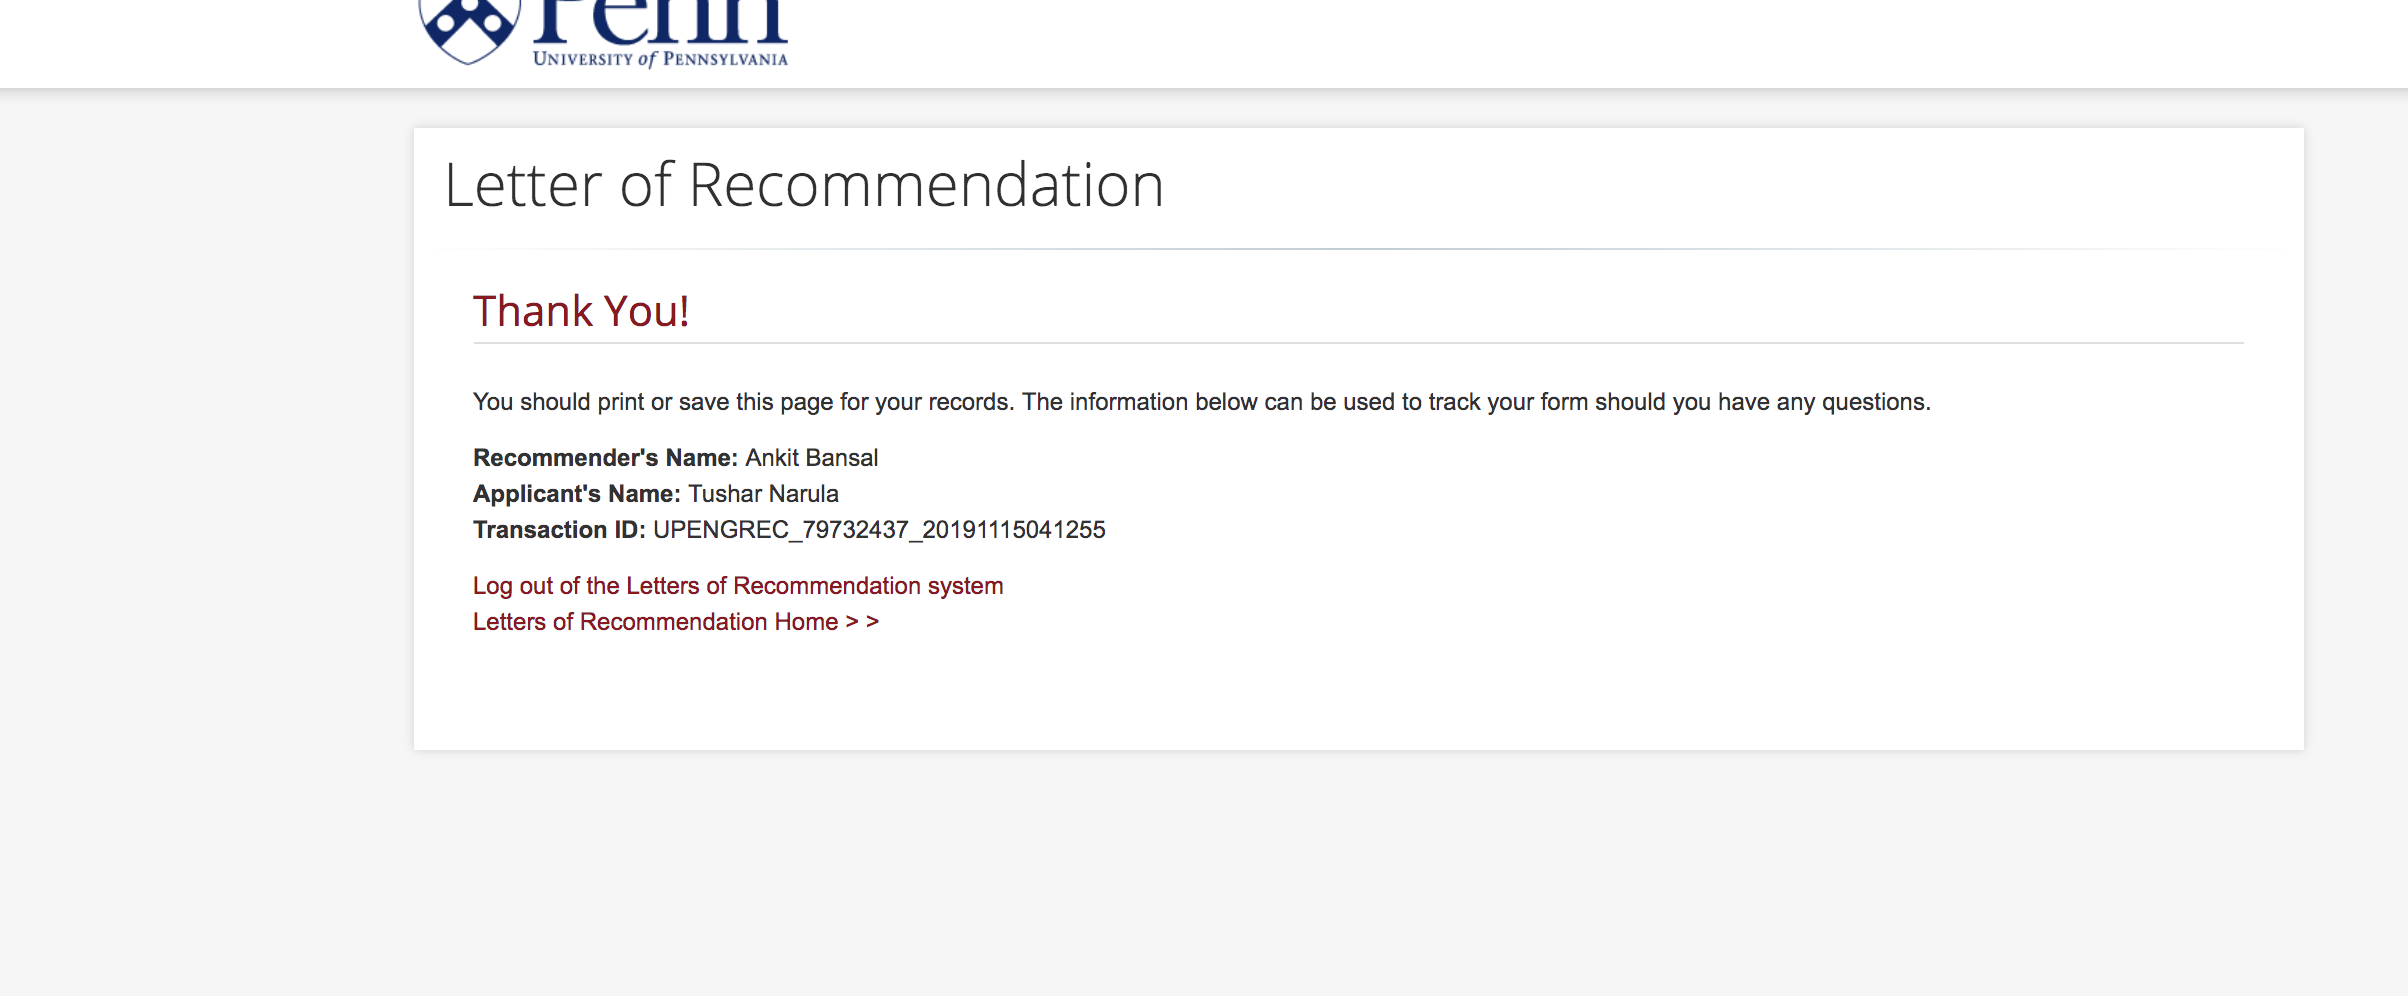 Penn
UNIVERSITY of PENNSYLVANIA
Letter of Recommendation
Thank You!
You should print or save this page for your records. The information below can be used to track your form should you have any questions.
Recommender's Name: Ankit Bansal
Applicant's Name: Tushar Narula
Transaction ID: UPENGREC_79732437_20191115041255
Log out of the Letters of Recommendation system
Letters of Recommendation Home > >